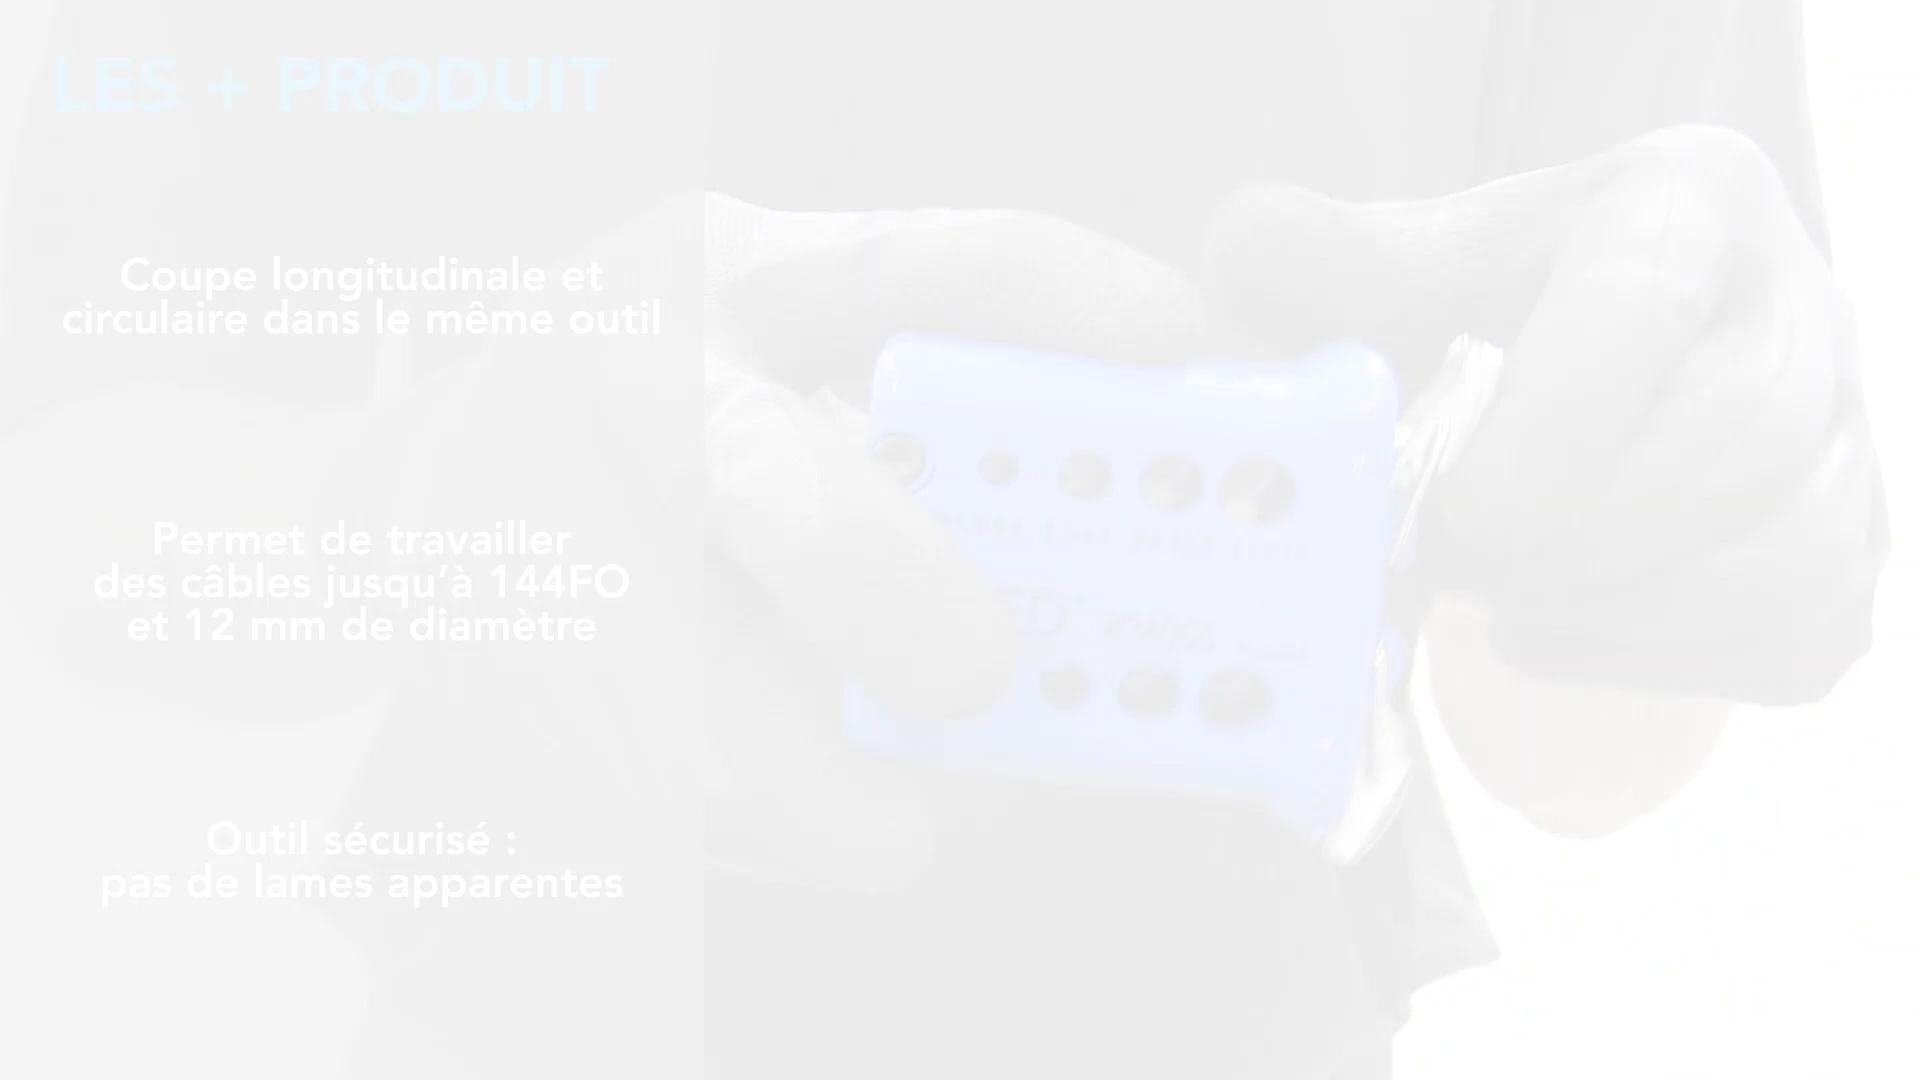 LES + PRODUIT
Coupe longitudinale et
circulaire dans le même outil
Permet de travailler
des câbles jusqu’à 144FO
et 12 mm de diamètre
Outil sécurisé :
pas de lames apparentes